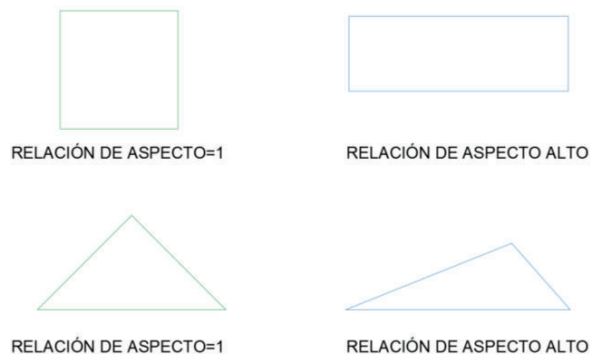 RELACIÓN DE ASPECTO=1
RELACIÓN DE ASPECTO ALTO
RELACIÓN DE ASPECTO=1
RELACIÓN DE ASPECTO ALTO